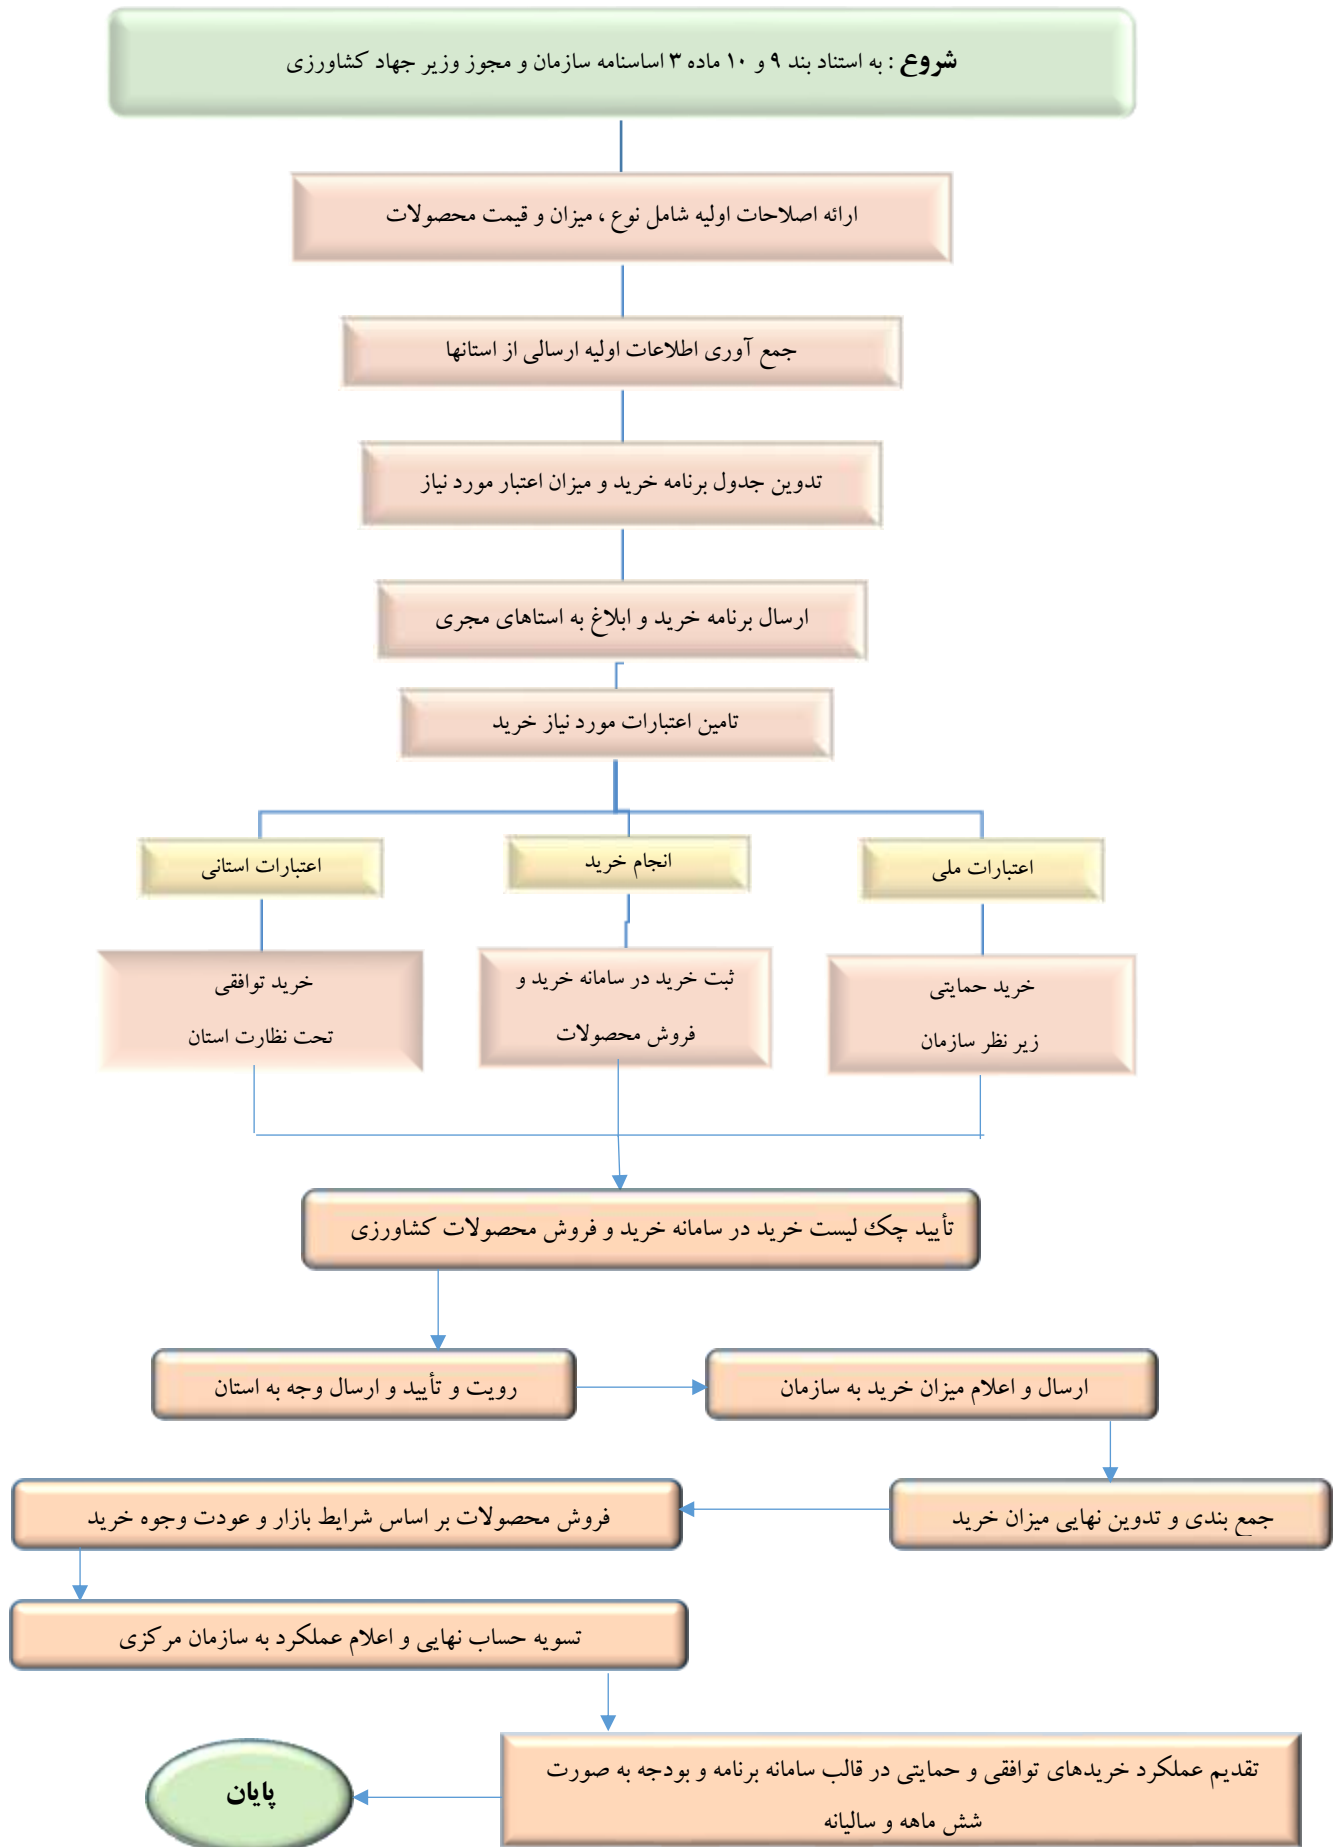 شروع : به استناد بند ۹ و ۱۰ ماده ۳ اساسنامه سازمان و مجوز وزیر جهاد کشاورزی
ارائه اصلاحات اولیه شامل نوع ، میزان و قیمت محصولات
جمع آوری اطلاعات اولیه ارسالی از استانها
تدوین جدول برنامه خرید و میزان اعتبار مورد نیاز
ارسال برنامه خرید و ابلاغ به استاهای مجری
تامین اعتبارات مورد نیاز خرید
اعتبارات ملی
انجام خرید
اعتبارات استانی
خرید حمایتی
زیر نظر سازمان
ثبت خرید در سامانه خرید و
فروش محصولات
خرید توافقی
تحت نظارت استان
تأیید چک لیست خرید در سامانه خرید و فروش محصولات کشاورزی
رویت و تأیید و ارسال وجه به استان
ارسال و اعلام میزان خرید به سازمان
جمع بندی و تدوین نهایی میزان خرید
فروش محصولات بر اساس شرایط بازار و عودت وجوه خرید
تسویه حساب نهایی و اعلام عملکرد به سازمان مرکزی
تقدیم عملکرد خریدهای توافقی و حمایتی در قالب سامانه برنامه و بودجه به صورت
شش ماهه و سالیانه
پایان